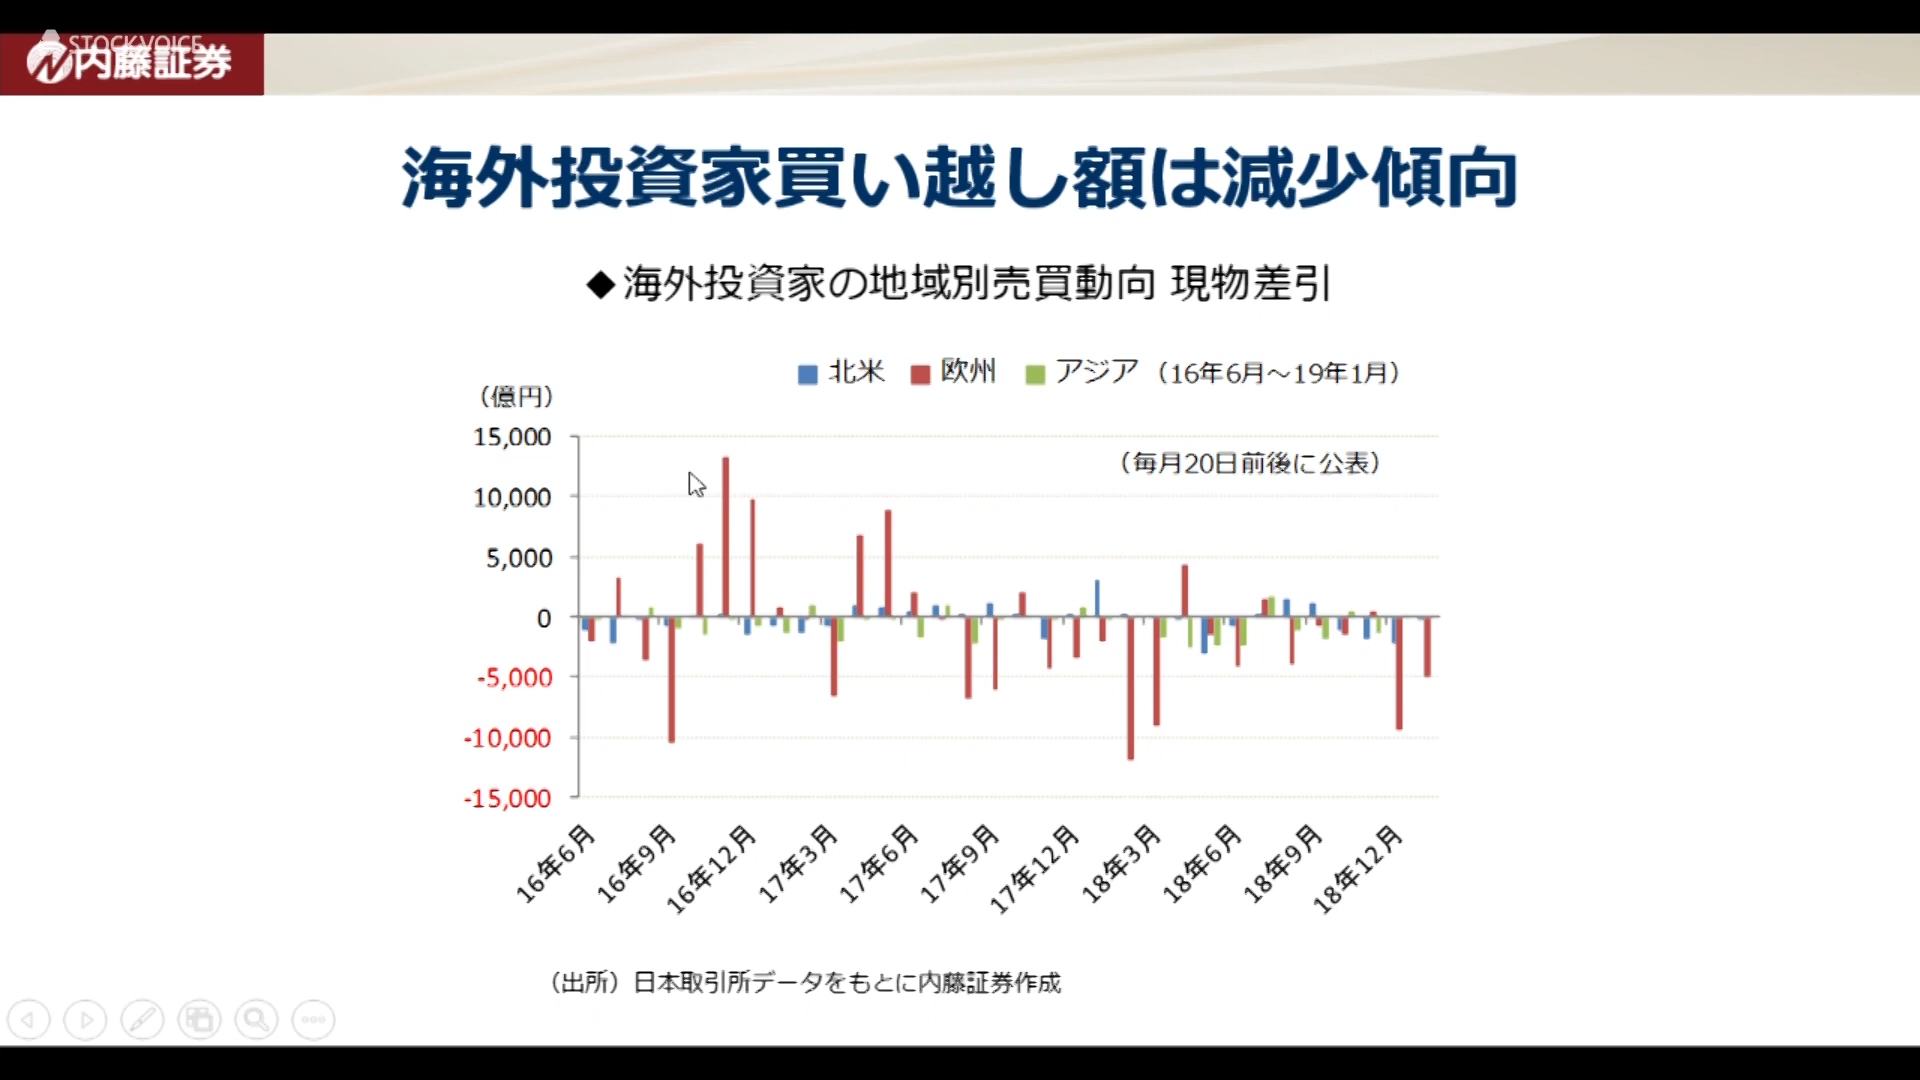 STOCKVOICE
内藤証券
海外投資家買い越し額は減少傾向
◆海外投資家の地域別売買動向 現物差引
北米 欧州 アジア（16年6月～19年1月）
（億円）
（毎月20日前後に公表）
15,000
10,000
5,000
0
-5,000
-10,000
-15,000
16年6月 16年9月 16年12月 17年3月 17年6月 17年9月 17年12月 18年3月 18年6月 18年9月 18年12月
（出所）日本取引所データをもとに内藤証券作成